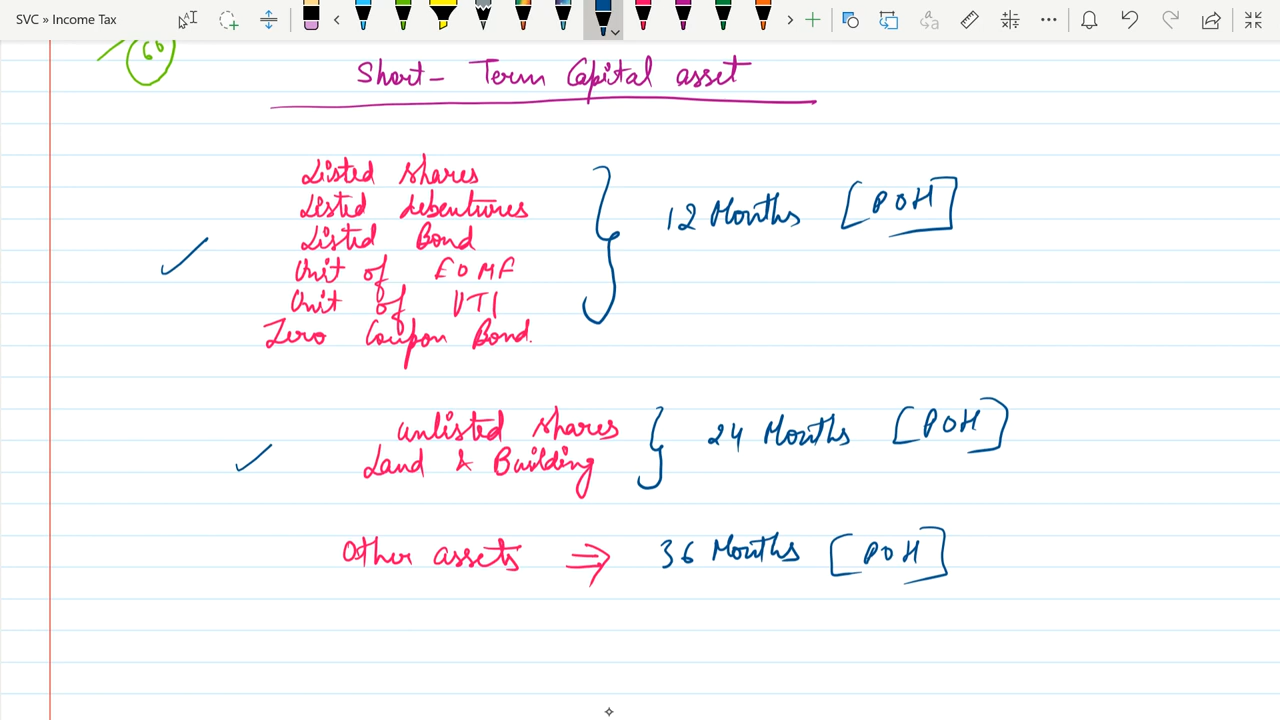 SVC » Income Tax
66
Short- Term Capital asset
Listed shares
Listed debentures
Listed Bond
Unit of EOMF
Unit of UTI
Zero Coupon Bond.
12 Months [POH]
unlisted shares
Land & Building
24 Months [POH]
Other assets ⇒ 36 Months [POH]